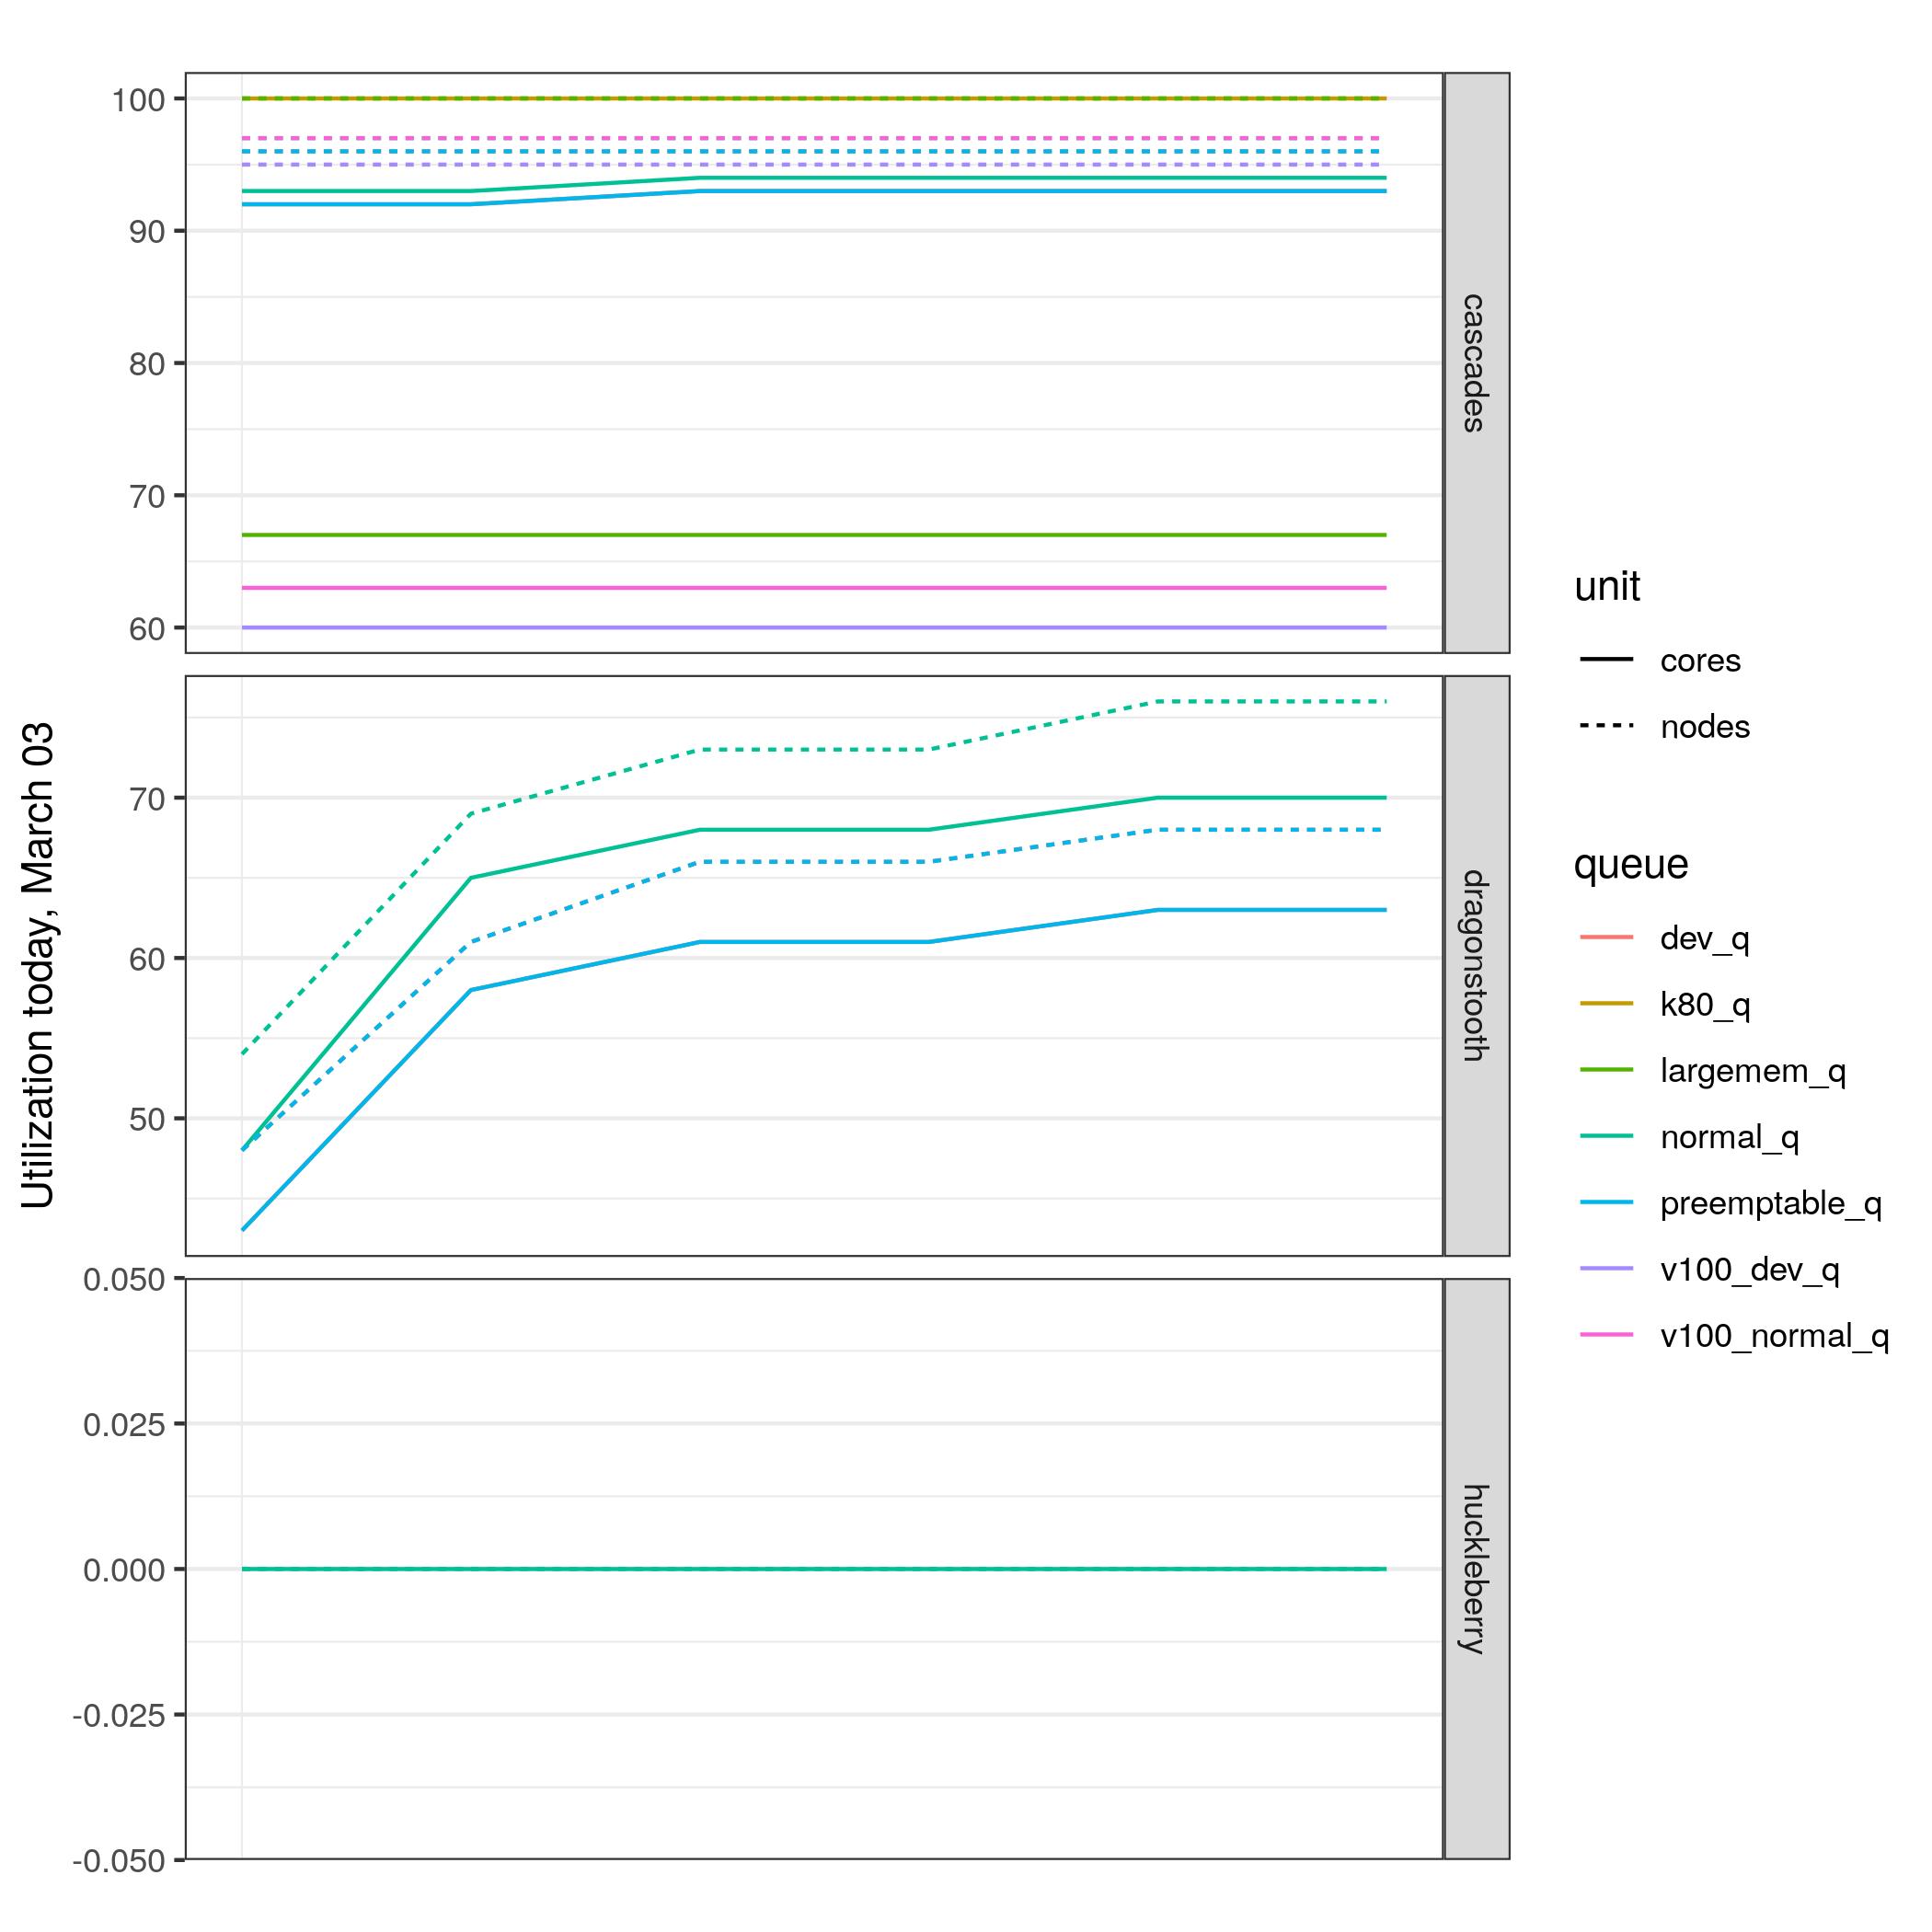 Utilization today, March 03
100
90
80
70
60
cascades
70
60
50
dragonstooth
0.050
0.025
0.000
-0.025
-0.050
huckleberry
unit
cores
nodes
queue
dev_q
k80_q
largemem_q
normal_q
preemptable_q
v100_dev_q
v100_normal_q